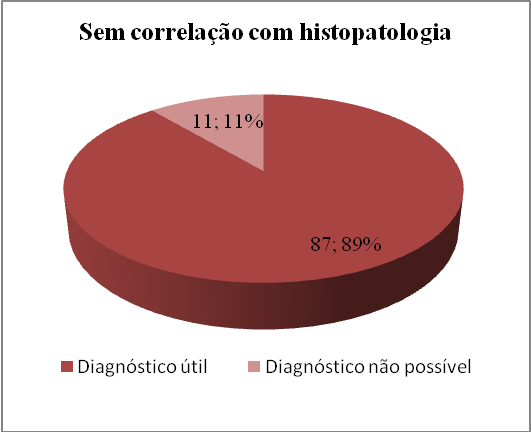 Sem correlação com histopatologia
11; 11%
87; 89%
Diagnóstico útil
Diagnóstico não possível